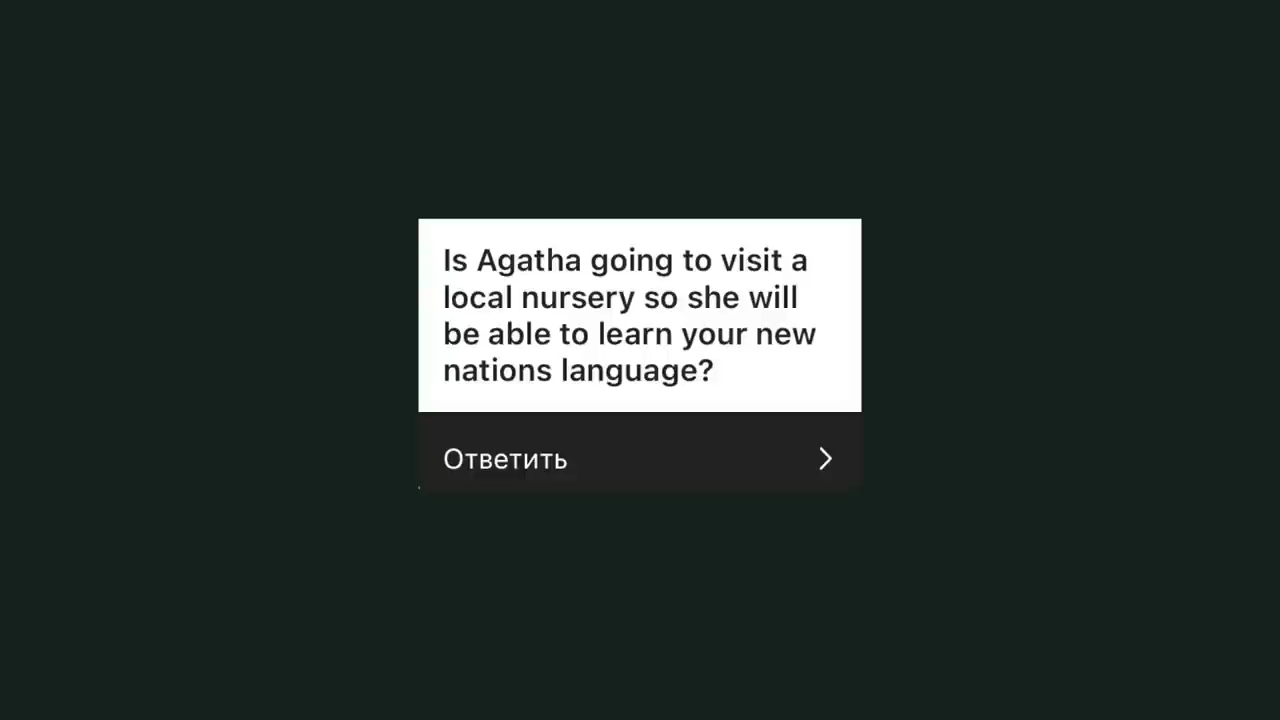 Is Agatha going to visit a
local nursery so she will
be able to learn your new
nations language?
Ответить